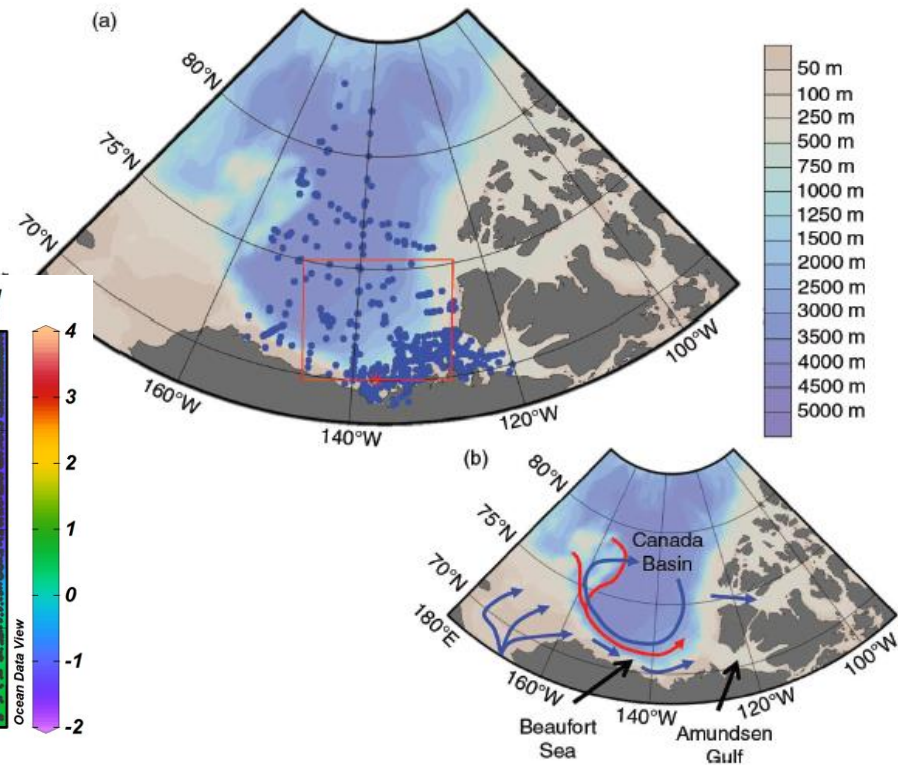 (a)
80°N
75°N
70°N
160°W
140°W
120°W
100°W
50 m
100 m
250 m
500 m
750 m
1000 m
1250 m
1500 m
2000 m
2500 m
3000 m
3500 m
4000 m
4500 m
5000 m
4
3
2
1
0
-1
-2
Ocean Data View
(b)
80°N
75°N
70°N
180°E
160°W
140°W
120°W
100°W
Canada
Basin
Beaufort
Sea
Amundsen
Gulf